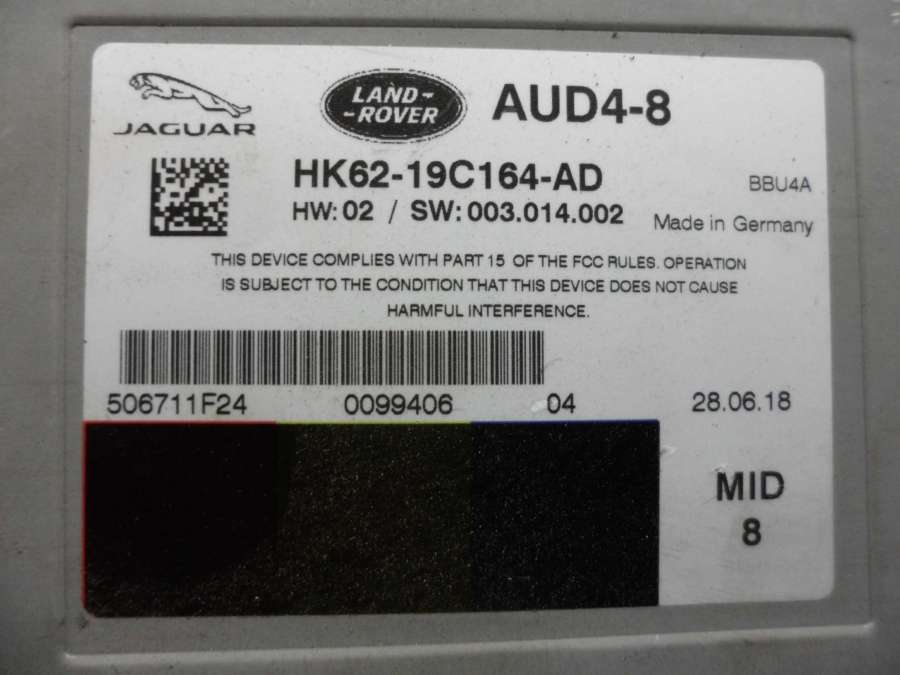 JAGUAR
LAND-
-ROVER
AUD4-8
HK62-19C164-AD
BBU4A
HW: 02 / SW: 003.014.002
Made in Germany
THIS DEVICE COMPLIES WITH PART 15 OF THE FCC RULES. OPERATION
IS SUBJECT TO THE CONDITION THAT THIS DEVICE DOES NOT CAUSE
HARMFUL INTERFERENCE.
506711F24 0099406 04
28.06.18
MID
8